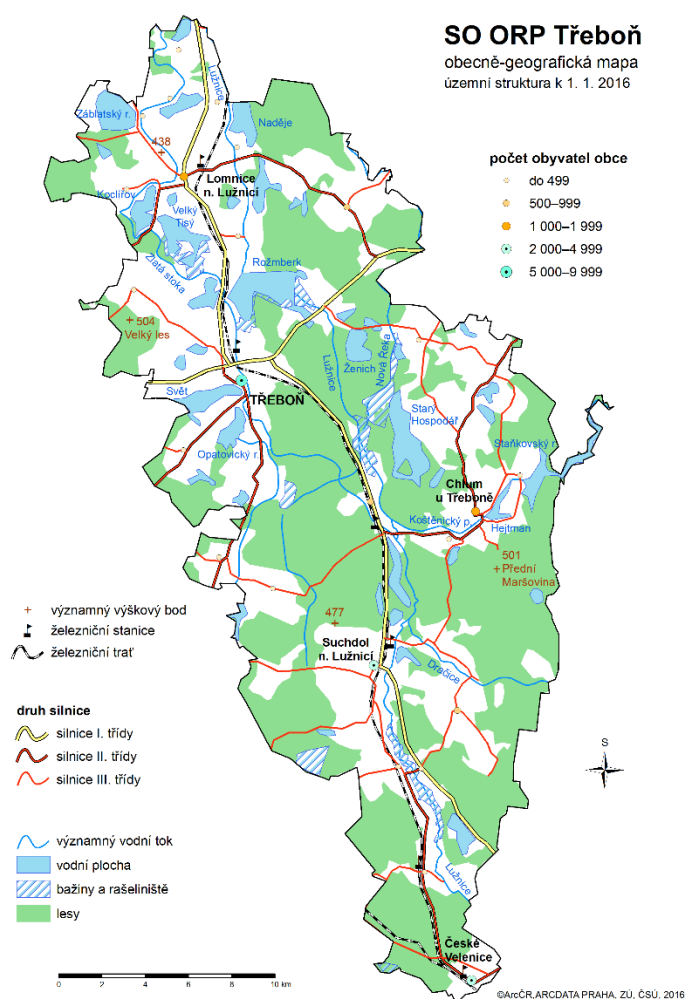 SO ORP Třeboň
obecně-geografická mapa
územní struktura k 1. 1. 2016
počet obyvatel obce
do 499
500–999
1 000–1 999
2 000–4 999
5 000–9 999
Lužnice
Záblatský r.
Naděje
438
Lomnice
n. Lužnicí
Koclířov
Velký
Tisý
Zlatá stoka
Rožmberk
504
Velký les
Lužnice
Ženich
Nová Řeka
Svět
TŘEBOŇ
Starý
Hospodář
Staňkovský r.
Opatovický r.
Chlum
u Třeboně
Koštěnický p.
Hejtman
501
Přední
Maršovina
477
Suchdol
n. Lužnicí
Dračice
významný výškový bod
železniční stanice
železniční trať
druh silnice
silnice I. třídy
silnice II. třídy
silnice III. třídy
S
významný vodní tok
vodní plocha
bažiny a rašeliniště
lesy
Lužnice
České
Velenice
0 2 4 6 8 10 km
©ArcČR, ARCDATA PRAHA, ZÚ, ČSÚ, 2016